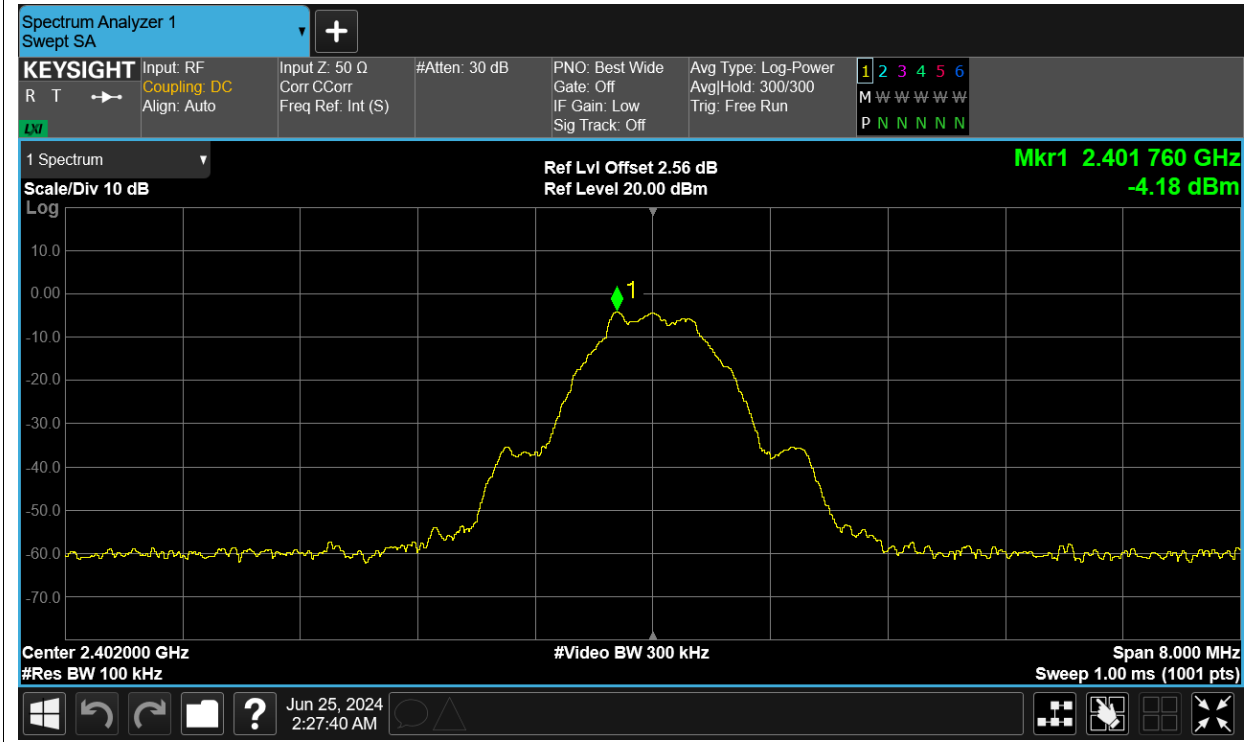 Spectrum Analyzer 1
Swept SA
KEYSIGHT
R T
LXI
Input: RF
Coupling: DC
Align: Auto
Input Z: 50 Ω
Corr CCorr
Freq Ref: Int (S)
#Atten: 30 dB
PNO: Best Wide
Gate: Off
IF Gain: Low
Sig Track: Off
Avg Type: Log-Power
Avg|Hold: 300/300
Trig: Free Run
1 2 3 4 5 6
M W W W W W
P N N N N N
1 Spectrum
Scale/Div 10 dB
Log
Ref Lvl Offset 2.56 dB
Ref Level 20.00 dBm
Mkr1 2.401 760 GHz
-4.18 dBm
10.0
0.00
-10.0
-20.0
-30.0
-40.0
-50.0
-60.0
-70.0
1
Center 2.402000 GHz
#Res BW 100 kHz
#Video BW 300 kHz
Span 8.000 MHz
Sweep 1.00 ms (1001 pts)
?
Jun 25, 2024
2:27:40 AM